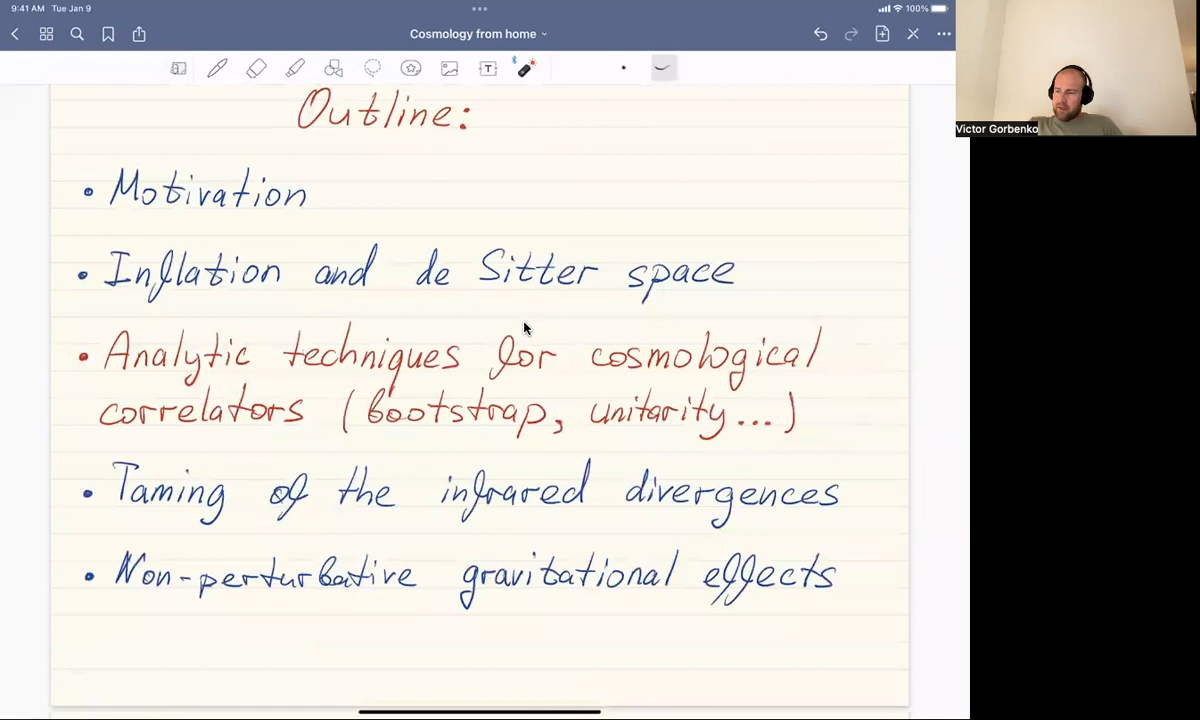 9:41 AM Tue Jan 9
100%
Cosmology from home
T
Victor Gorbenko
Outline:
• Motivation
• Inflation and de Sitter space
• Analytic techniques for cosmological
correlators (bootstrap, unitarity...)
• Taming of the infrared divergences
• Non-perturbative gravitational effects